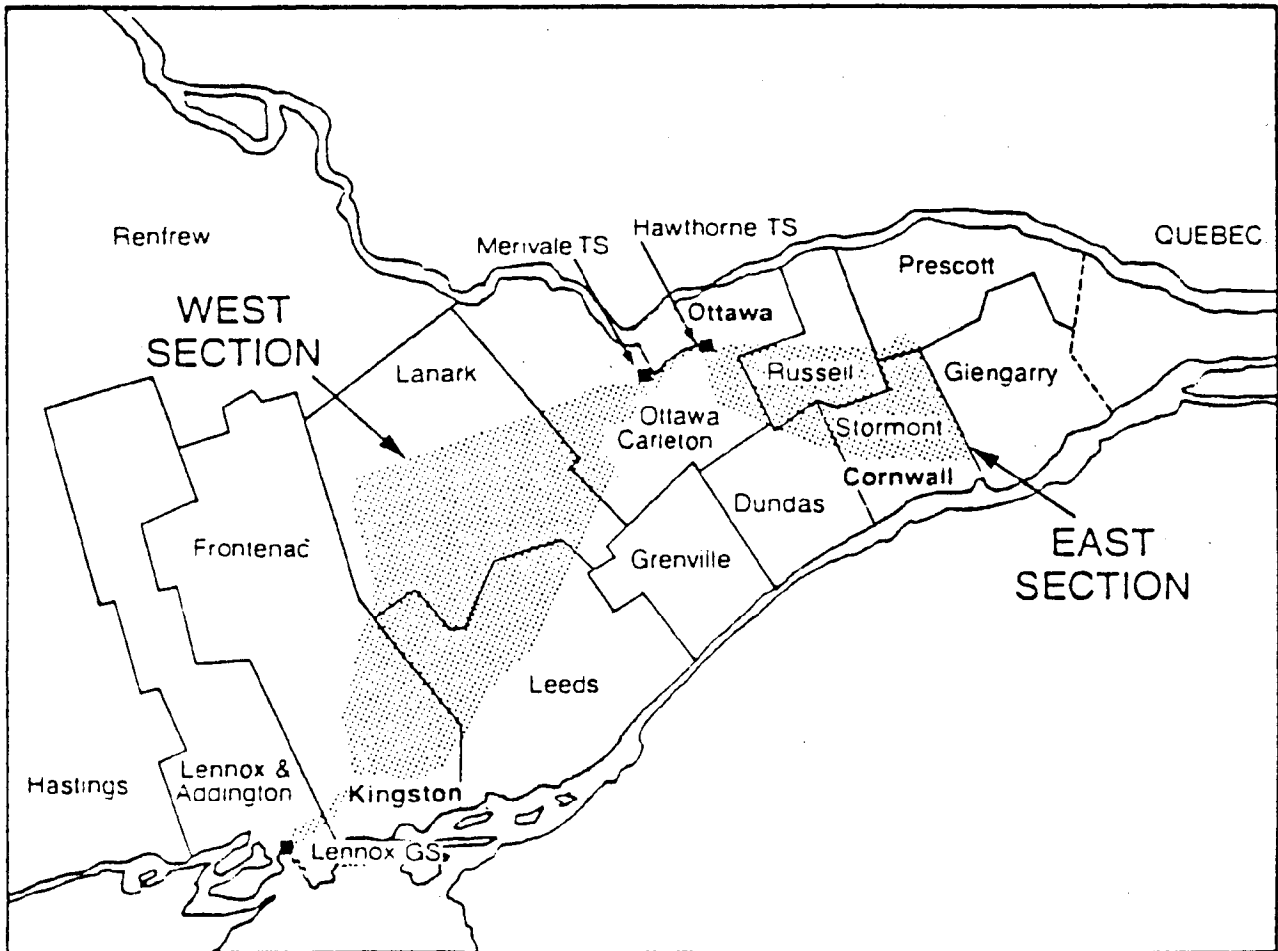 Hawthorne TS
Renfrew
Merivale TS
QUEBEC
Prescott
WEST
SECTION
Ottawa
Lanark
Russell
Glengarry
Ottawa
Carleton
Stormont
Cornwall
Dundas
Frontenac
Grenville
EAST
SECTION
Leeds
Hastings
Lennox &
Addington
Kingston
Lennox GS